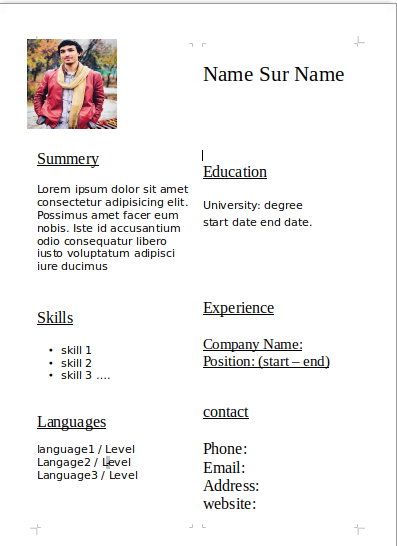 Name Sur Name
Summery
Lorem ipsum dolor sit amet
consectetur adipisicing elit.
Possimus amet facer eum
nobis. Iste id accusantium
odio consequatur libero
iusto voluptatum adipisci
iure ducimus
Skills
• skill 1
• skill 2
• skill 3 ....
Languages
language1 / Level
Langage2 / Level
Language3 / Level
Education
University: degree
start date end date.
Experience
Company Name:
Position: (start – end)
contact
Phone:
Email:
Address:
website: